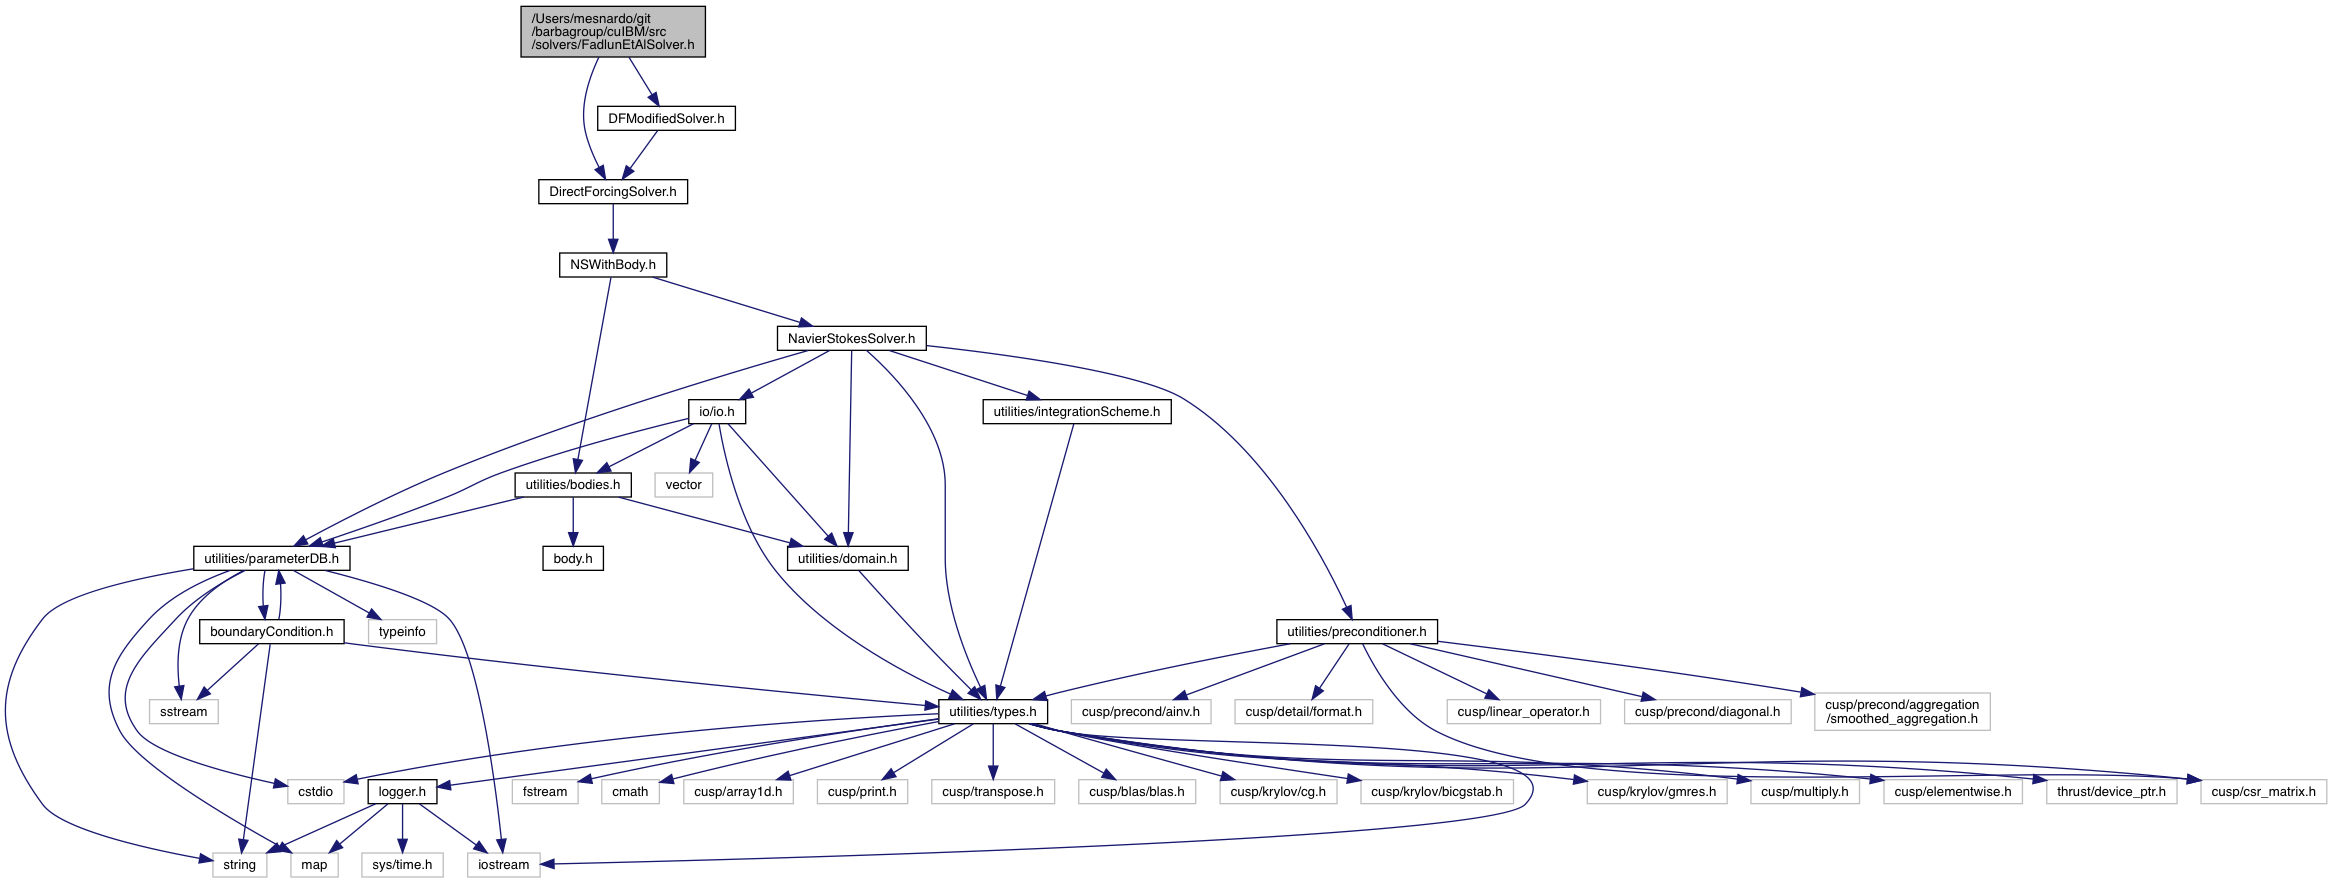 /Users/mesnardo/git
/barbagroup/cuIBM/src
/solvers/FadlunEtAlSolver.h
DFModifiedSolver.h
DirectForcingSolver.h
NSWithBody.h
NavierStokesSolver.h
io/io.h
utilities/integrationScheme.h
utilities/bodies.h
vector
utilities/parameterDB.h
body.h
utilities/domain.h
boundaryCondition.h
typeinfo
utilities/preconditioner.h
sstream
utilities/types.h
cusp/precond/ainv.h
cusp/detail/format.h
cusp/linear_operator.h
cusp/precond/diagonal.h
cusp/precond/aggregation
/smoothed_aggregation.h
cstdio
logger.h
fstream
cmath
cusp/array1d.h
cusp/print.h
cusp/transpose.h
cusp/blas/blas.h
cusp/krylov/cg.h
cusp/krylov/bicgstab.h
cusp/krylov/gmres.h
cusp/multiply.h
cusp/elementwise.h
thrust/device_ptr.h
cusp/csr_matrix.h
string
map
sys/time.h
iostream